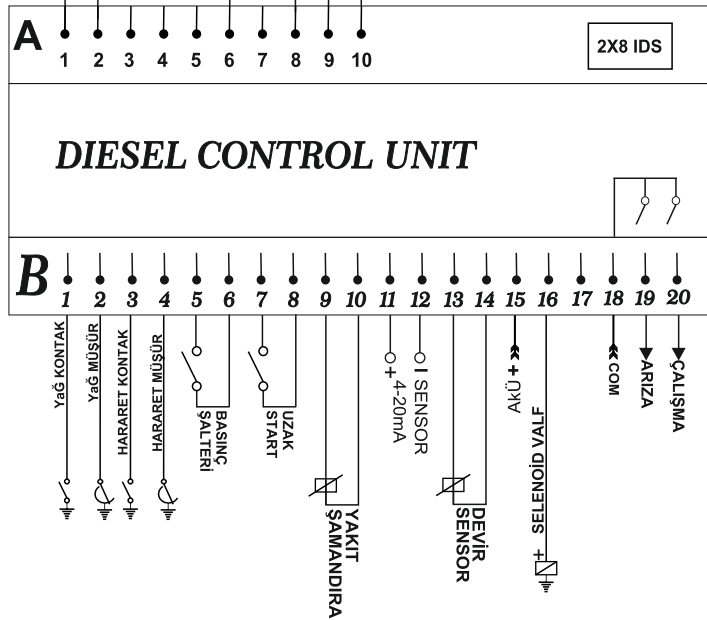 A
1 2 3 4 5 6 7 8 9 10
2X8 IDS
DIESEL CONTROL UNIT
B
1 2 3 4 5 6 7 8 9 10 11 12 13 14 15 16 17 18 19 20
YaĞ KONTAK
YaĞ MÜŞÜR
HARARET KONTAK
HARARET MÜŞÜR
BASINÇ
ŞALTERİ
UZAK
START
YAKIT
ŞAMANDIRA
+
4-20mA
I SENSOR
DEVİR
SENSOR
AKÜ +
+ SELENOİD VALF
COM
ARIZA
ÇALIŞMA